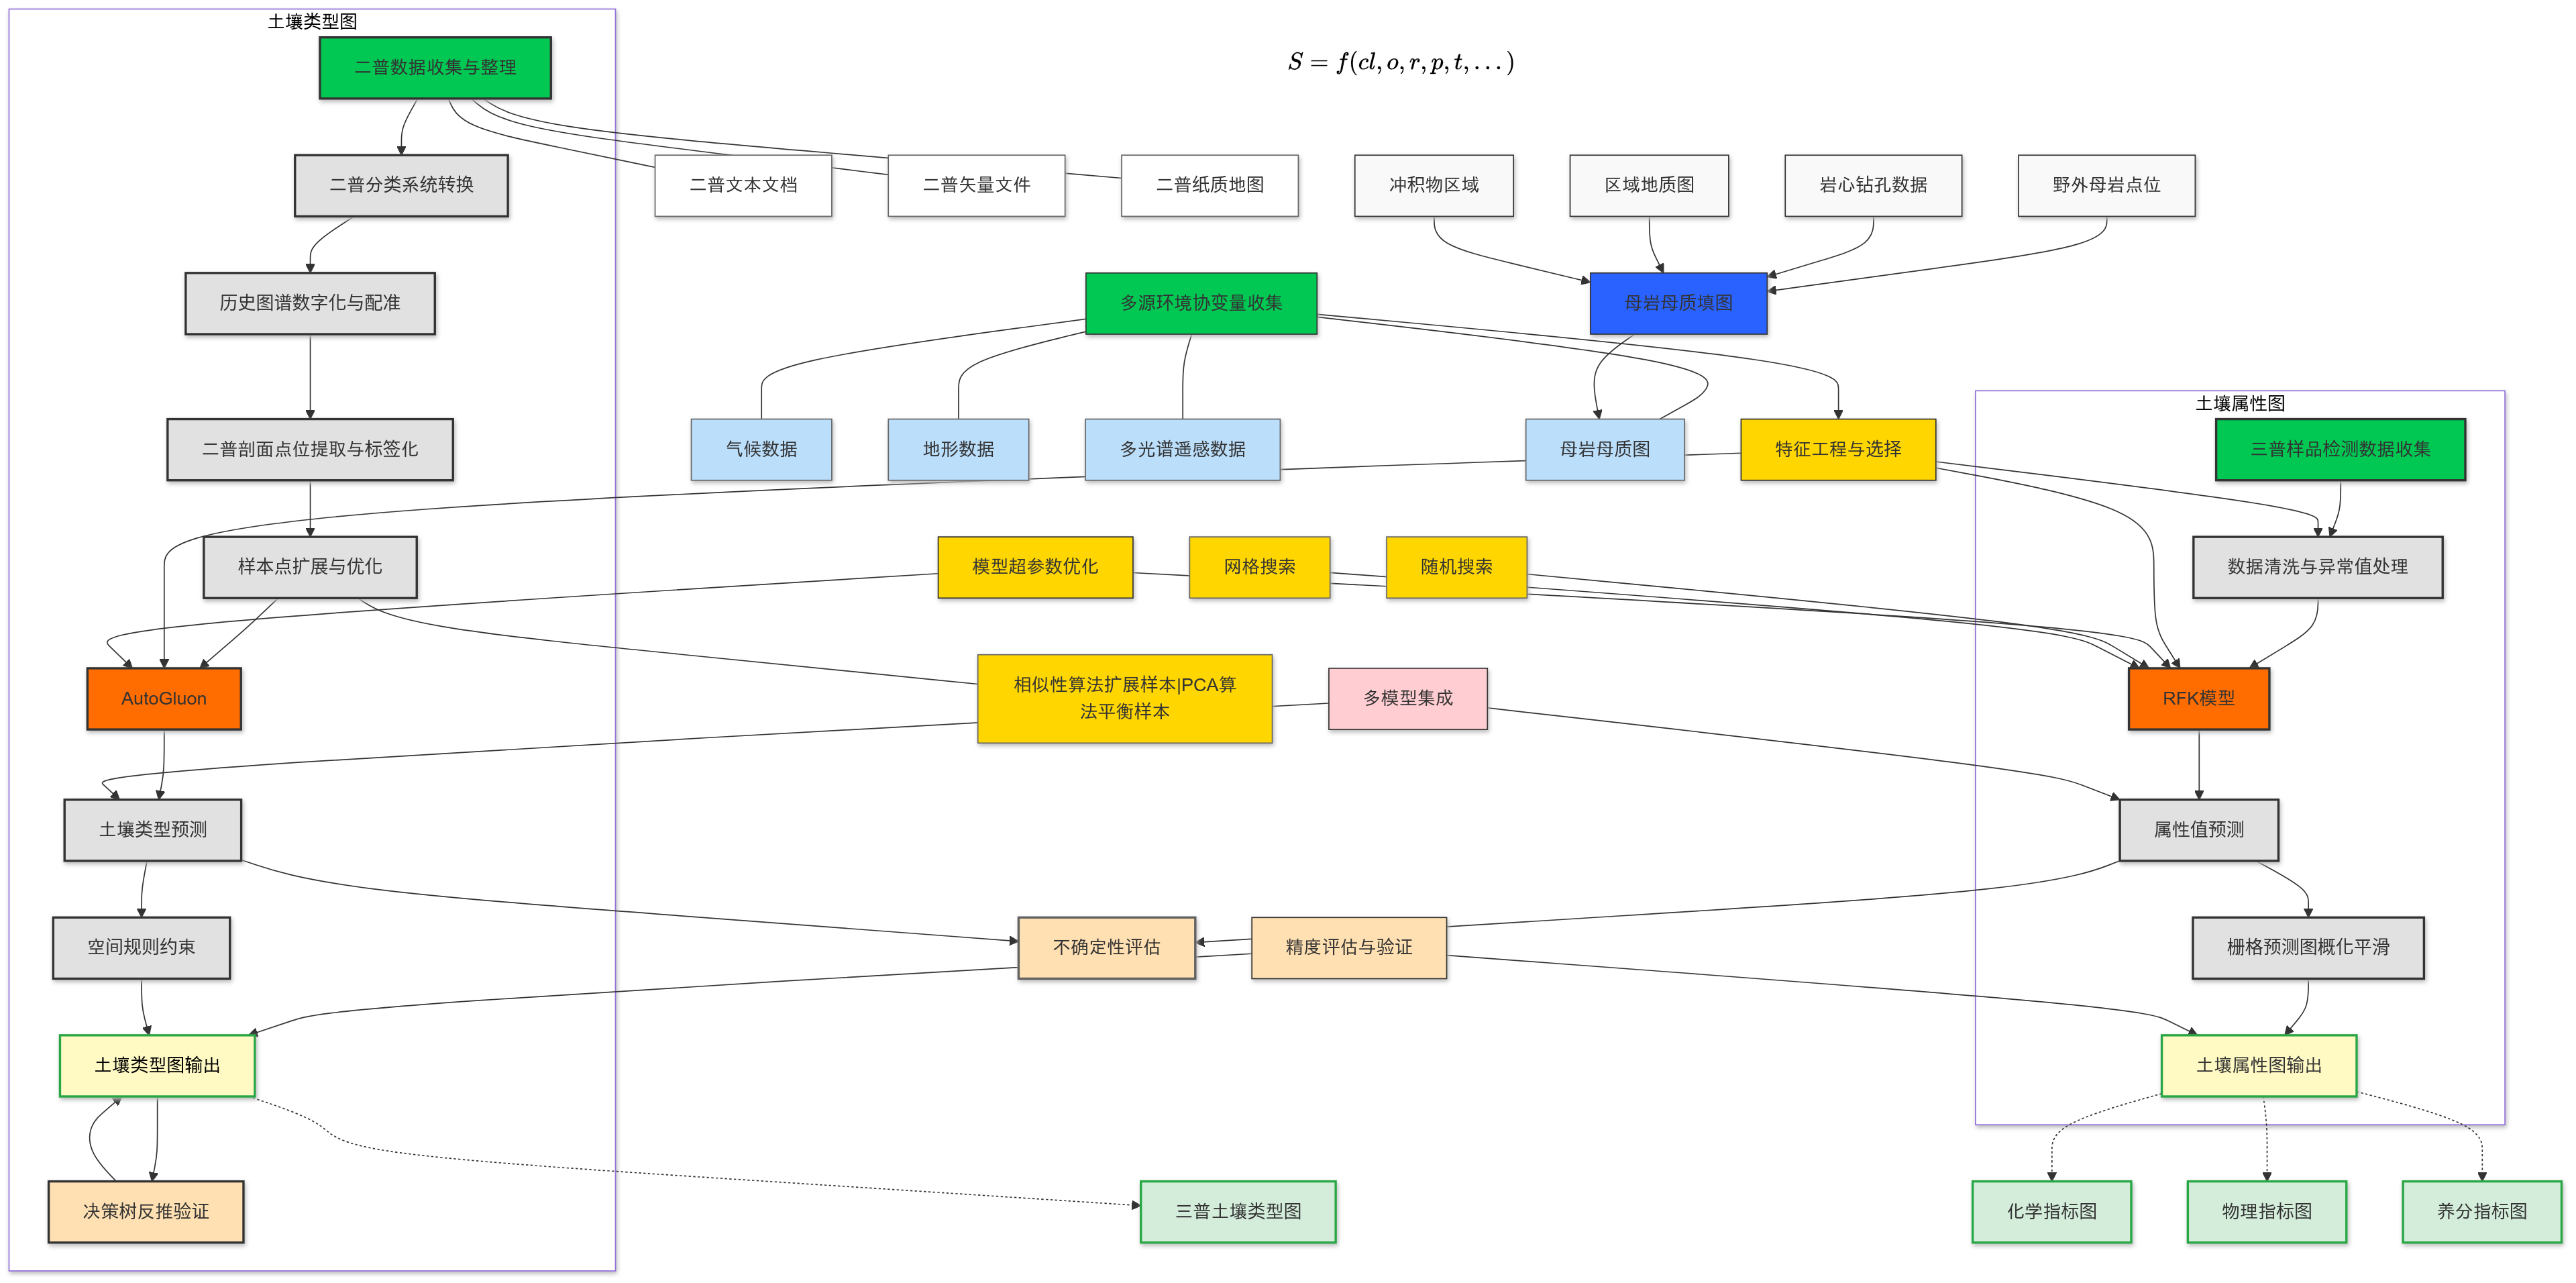 土壤类型图
二普数据收集与整理
S = f(cl, o, r, p, t, ...)
二普分类系统转换
二普文本文档
二普矢量文件
二普纸质地图
冲积物区域
区域地质图
岩心钻孔数据
野外母岩点位
历史图谱数字化与配准
多源环境协变量收集
母岩母质填图
土壤属性图
二普剖面点位提取与标签化
气候数据
地形数据
多光谱遥感数据
母岩母质图
特征工程与选择
三普样品检测数据收集
样本点扩展与优化
模型超参数优化
网格搜索
随机搜索
数据清洗与异常值处理
AutoGluon
相似性算法扩展样本|PCA算
法平衡样本
多模型集成
RFK模型
土壤类型预测
属性值预测
空间规则约束
不确定性评估
精度评估与验证
栅格预测图概化平滑
土壤类型图输出
土壤属性图输出
决策树反推验证
三普土壤类型图
化学指标图
物理指标图
养分指标图